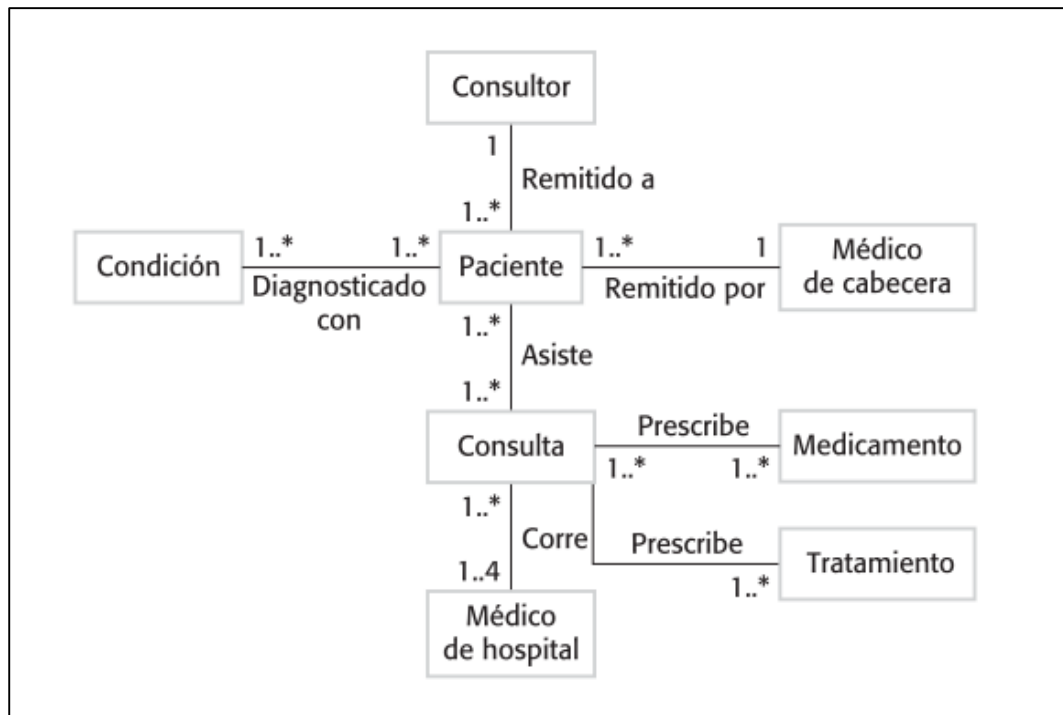 Consultor
1
Remitido a
1..*
Condición
1..*
1..*
Diagnosticado
con
Paciente
1..*
1
Remitido por
Médico
de cabecera
1..*
Asiste
1..*
Consulta
Prescribe
1..*
1..*
Medicamento
1..*
Corre
1..4
Prescribe
1..*
Tratamiento
Médico
de hospital